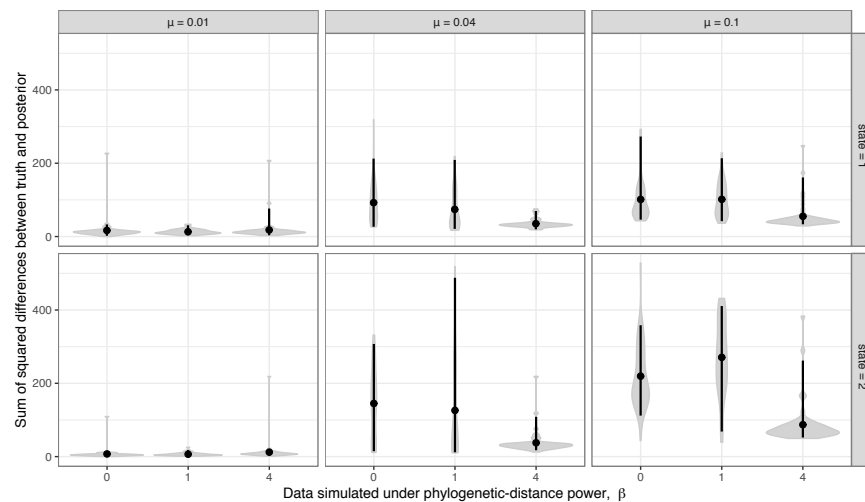 μ = 0.01 μ = 0.04 μ = 0.1
Sum of squared differences between truth and posterior
400
200
0
state = 1
400
200
0
state = 2
0 1 4 0 1 4 0 1 4
Data simulated under phylogenetic-distance power, β